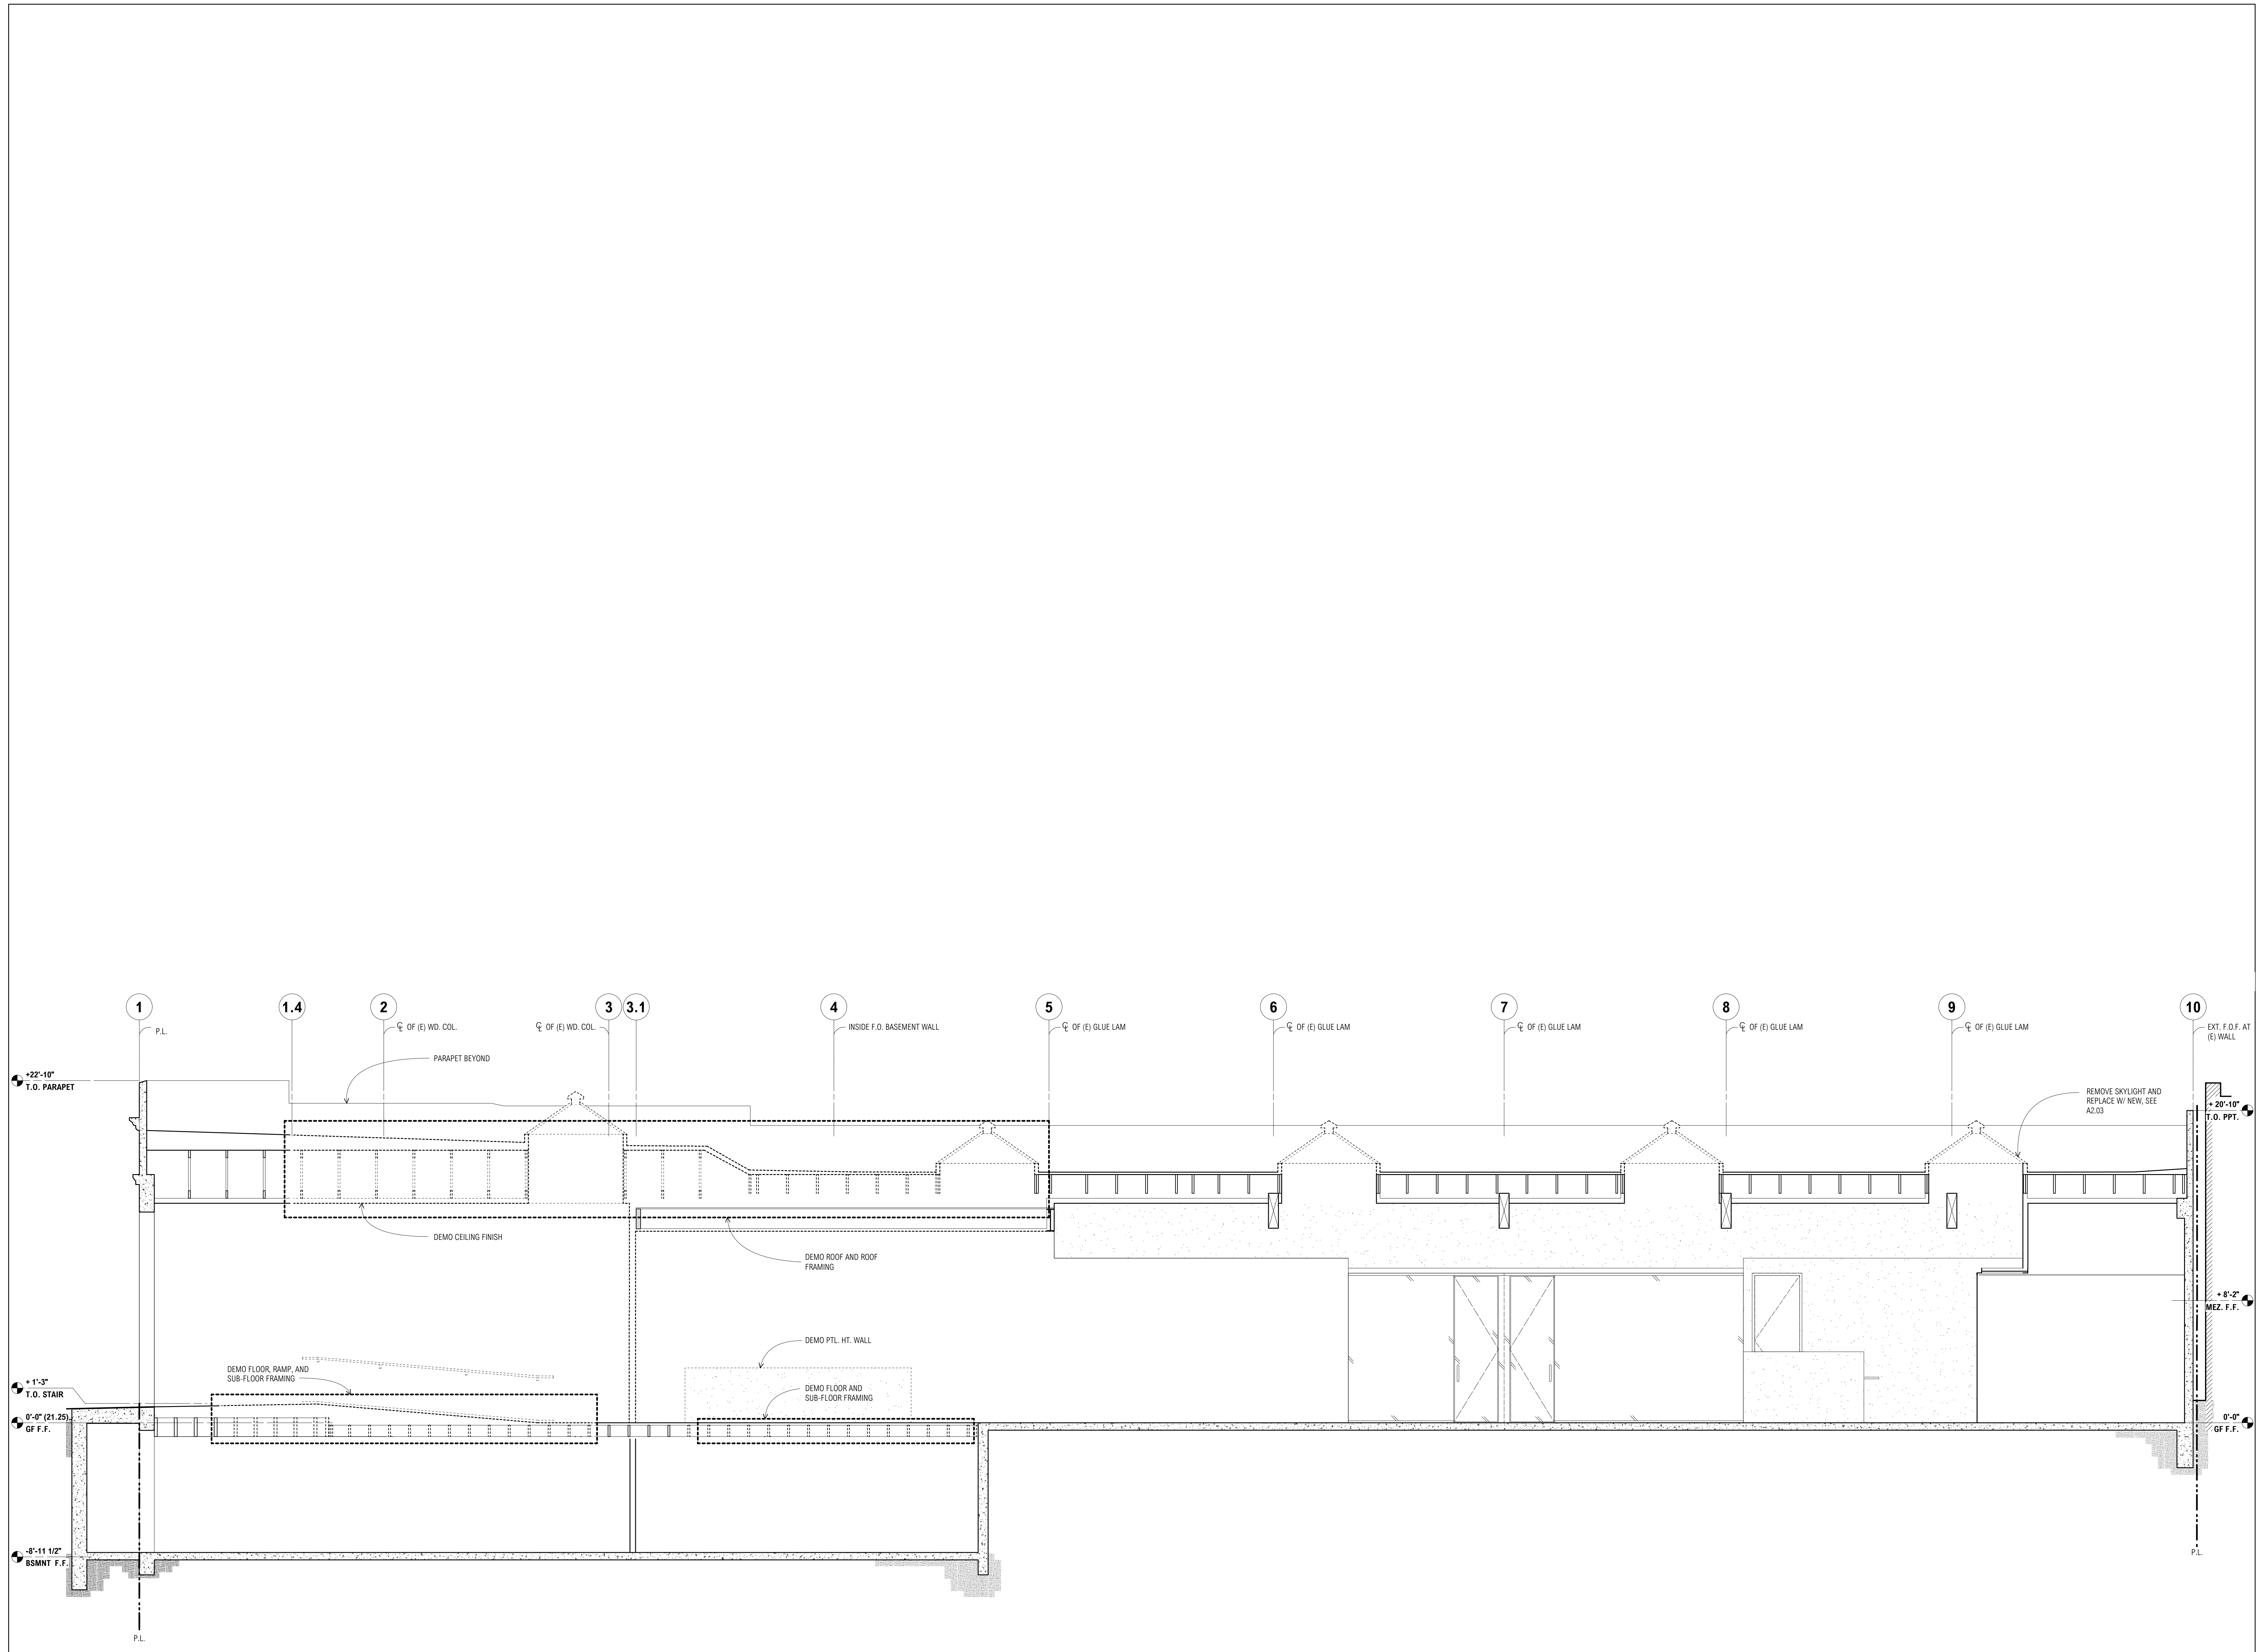 1
1.4
2
3
3.1
4
5
6
7
8
9
10
P.L.
℄ OF (E) WD. COL.
℄ OF (E) WD. COL.
INSIDE F.O. BASEMENT WALL
℄ OF (E) GLUE LAM
℄ OF (E) GLUE LAM
℄ OF (E) GLUE LAM
℄ OF (E) GLUE LAM
℄ OF (E) GLUE LAM
EXT. F.O.F. AT
(E) WALL
PARAPET BEYOND
+22'-10"
T.O. PARAPET
REMOVE SKYLIGHT AND
REPLACE W/ NEW, SEE
A2.03
+ 20'-10"
T.O. PPT.
DEMO CEILING FINISH
DEMO ROOF AND ROOF
FRAMING
+ 8'-2"
MEZ. F.F.
DEMO PTL. HT. WALL
DEMO FLOOR, RAMP, AND
SUB-FLOOR FRAMING
+ 1'-3"
T.O. STAIR
DEMO FLOOR AND
SUB-FLOOR FRAMING
0'-0" (21.25)
GF F.F.
0'-0"
GF F.F.
-8'-11 1/2"
BSMNT F.F.
P.L.
P.L.